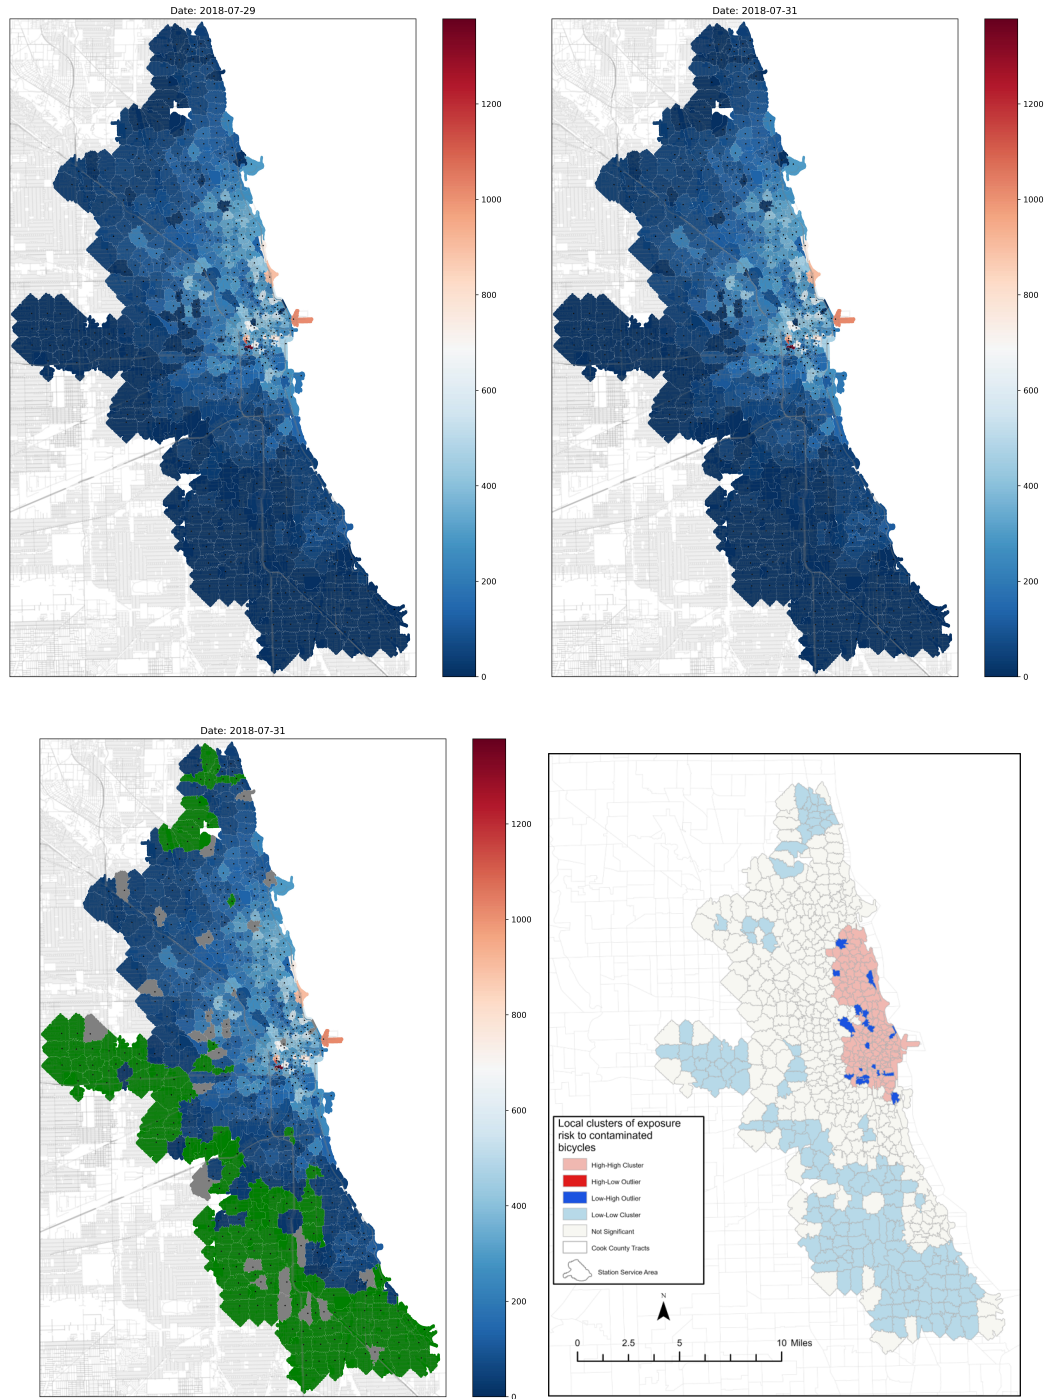 Date: 2018-07-29
1200
1000
800
600
400
200
0
Date: 2018-07-31
1200
1000
800
600
400
200
0
Date: 2018-07-31
1200
1000
800
600
400
200
0
Local clusters of exposure
risk to contaminated
bicycles
High-High Cluster
High-Low Outlier
Low-High Outlier
Low-Low Cluster
Not Significant
Cook County Tracts
Station Service Area
N
0 2.5 5 10 Miles